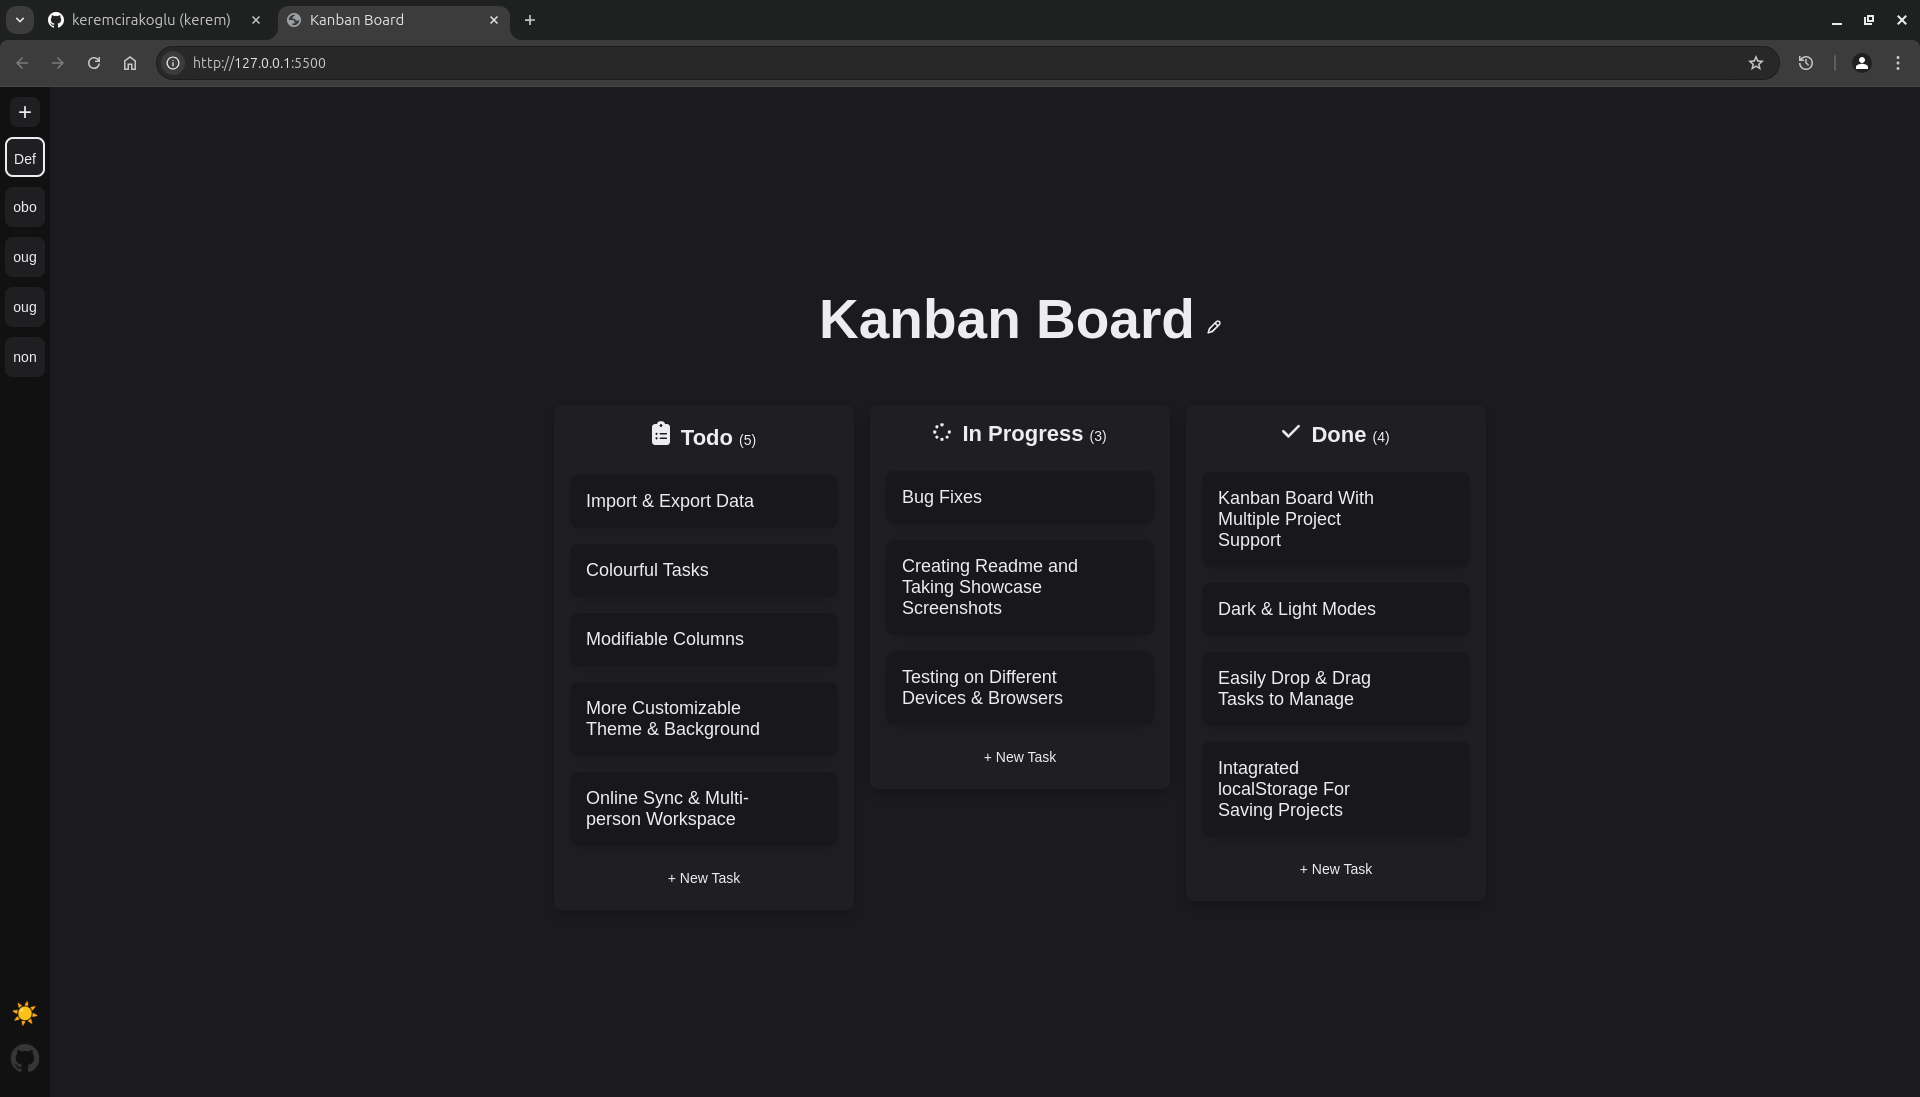 keremcirakoglu (kerem)
Kanban Board
http://127.0.0.1:5500
Def
obo
oug
oug
non
Kanban Board
Todo (5)
Import & Export Data
Colourful Tasks
Modifiable Columns
More Customizable
Theme & Background
Online Sync & Multi-
person Workspace
+ New Task
In Progress (3)
Bug Fixes
Creating Readme and
Taking Showcase
Screenshots
Testing on Different
Devices & Browsers
+ New Task
Done (4)
Kanban Board With
Multiple Project
Support
Dark & Light Modes
Easily Drop & Drag
Tasks to Manage
Intagrated
localStorage For
Saving Projects
+ New Task